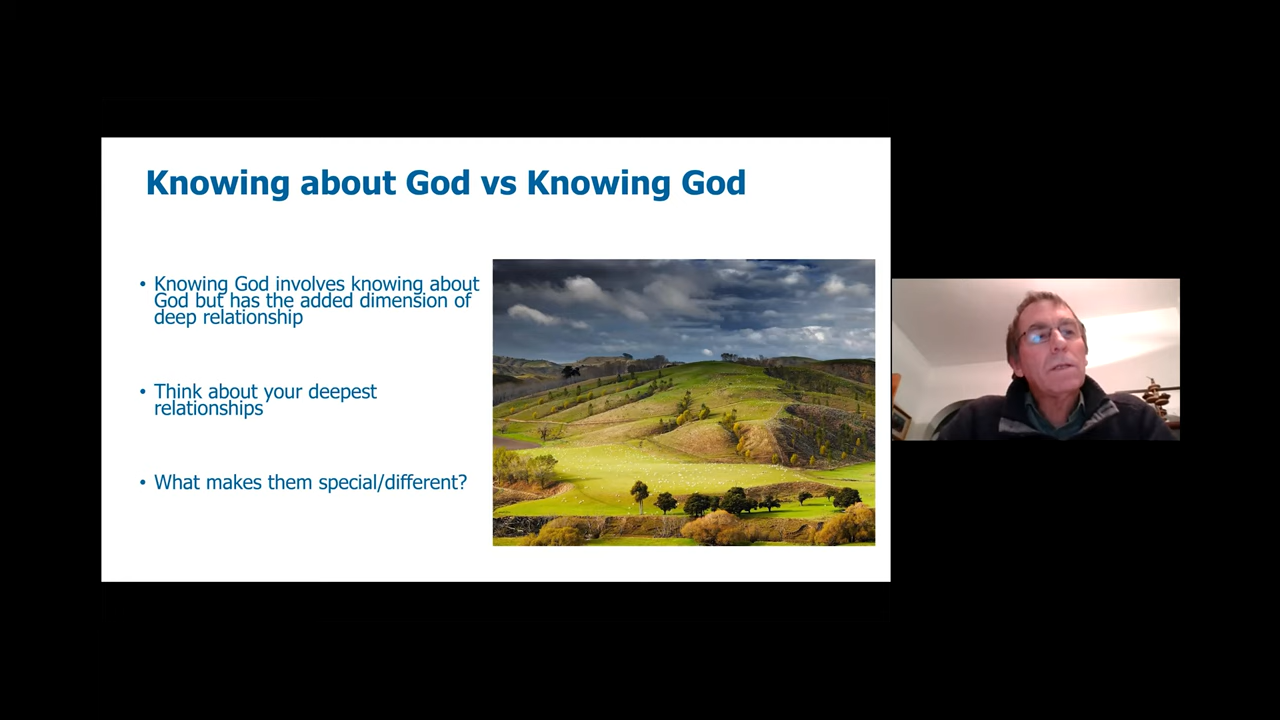 Knowing about God vs Knowing God
• Knowing God involves knowing about
God but has the added dimension of
deep relationship
• Think about your deepest
relationships
• What makes them special/different?